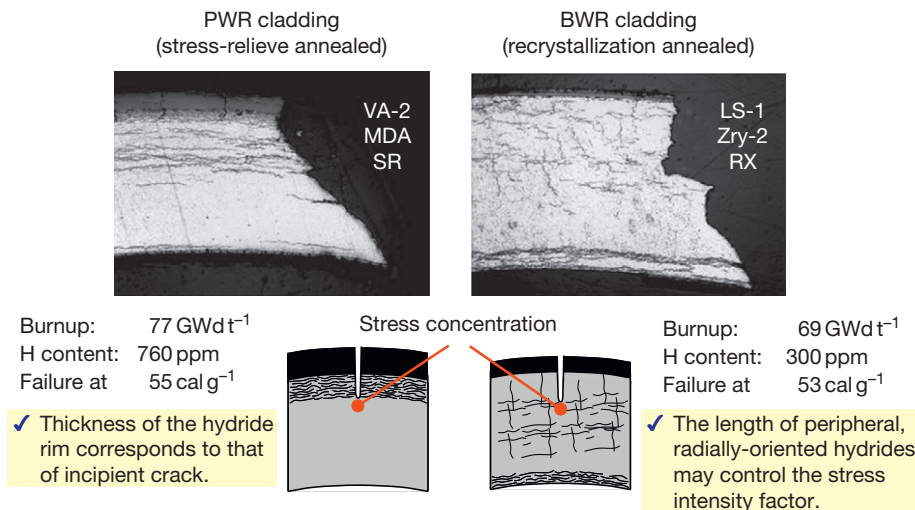 PWR cladding
(stress-relieve annealed)
VA-2
MDA
SR
BWR cladding
(recrystallization annealed)
LS-1
Zry-2
RX
Burnup: 77 GWd t⁻¹
H content: 760 ppm
Failure at 55 cal g⁻¹
✓ Thickness of the hydride
rim corresponds to that
of incipient crack.
Stress concentration
Burnup: 69 GWd t⁻¹
H content: 300 ppm
Failure at 53 cal g⁻¹
✓ The length of peripheral,
radially-oriented hydrides
may control the stress
intensity factor.